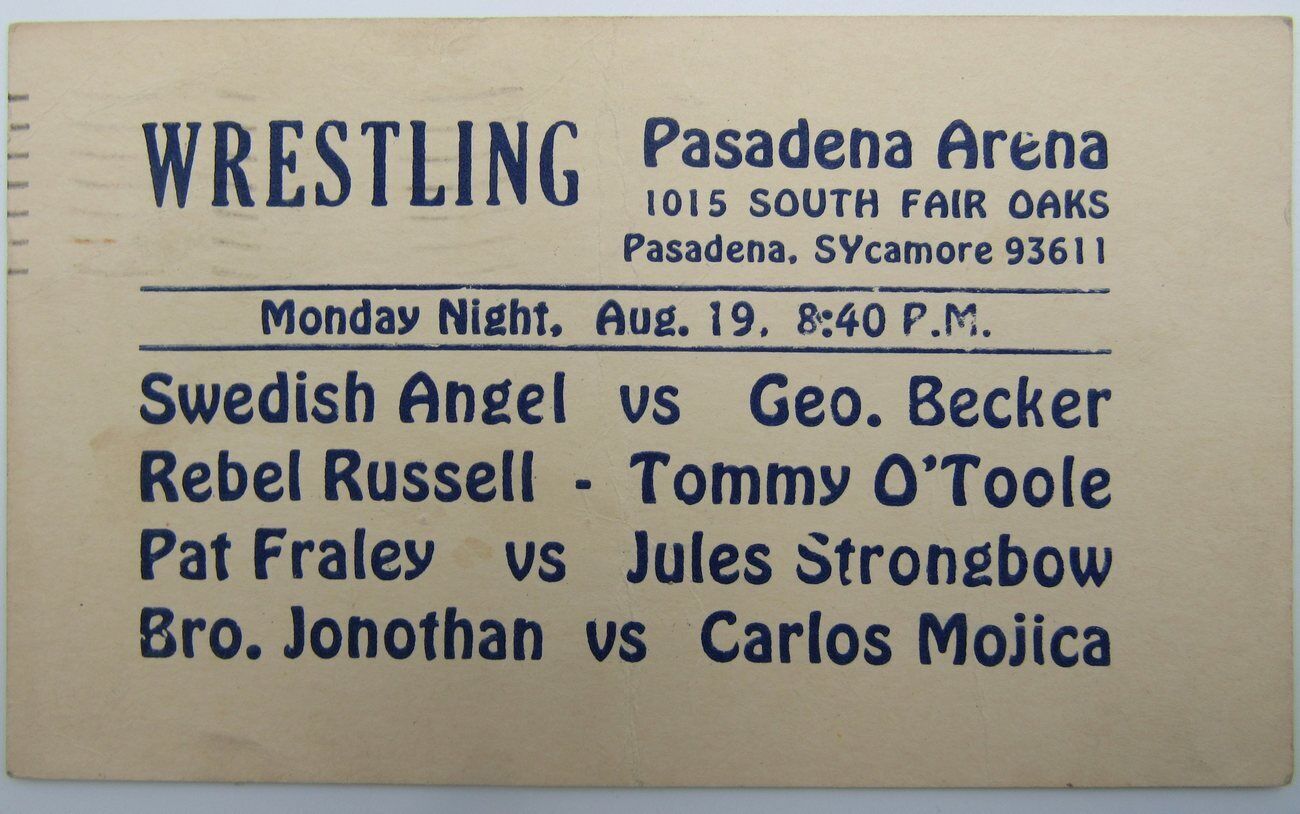 WRESTLING
Pasadena Arena
1015 SOUTH FAIR OAKS
Pasadena, SYcamore 93611
Monday Night, Aug. 19, 8:40 P.M.
Swedish Angel vs Geo. Becker
Rebel Russell - Tommy O'Toole
Pat Fraley vs Jules Strongbow
Bro. Jonothan vs Carlos Mojica